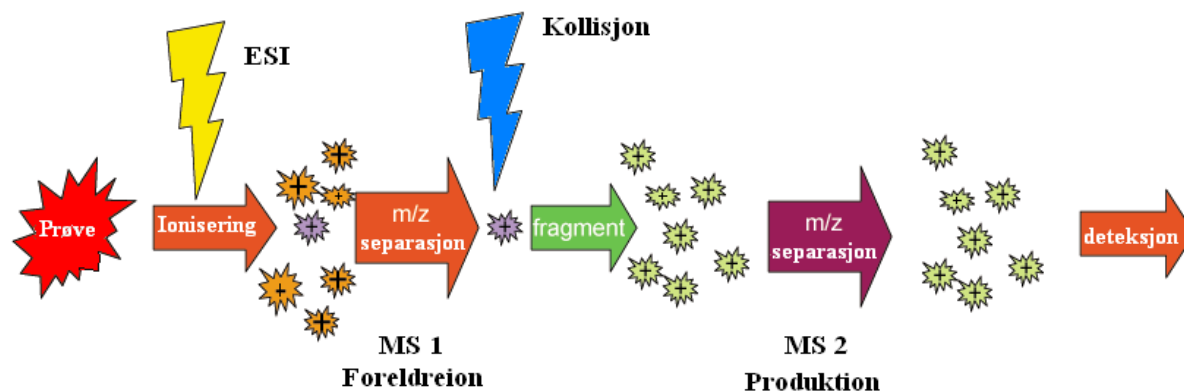 ESI
Kollisjon
Prøve
Ionisering
m/z
separasjon
fragment
m/z
separasjon
deteksjon
MS 1
Foreldreion
MS 2
Produktion